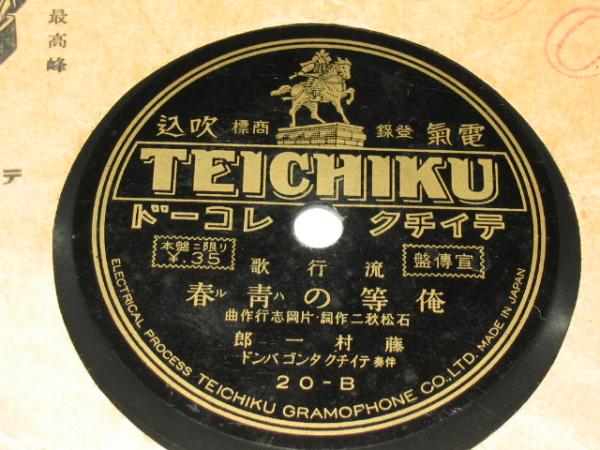 最高峰
テ
電氣 登錄 商標 吹込
TEICHIKU
テイチク レコード
宣傳盤
本盤ニ限リ
¥.35
流行歌
俺等の青春
ハル
石松秋二作詞・片岡志行作曲
藤村一郎
伴奏 テイチクタンゴバンド
20-B
ELECTRICAL PROCESS TEICHIKU GRAMOPHONE CO., LTD. MADE IN JAPAN